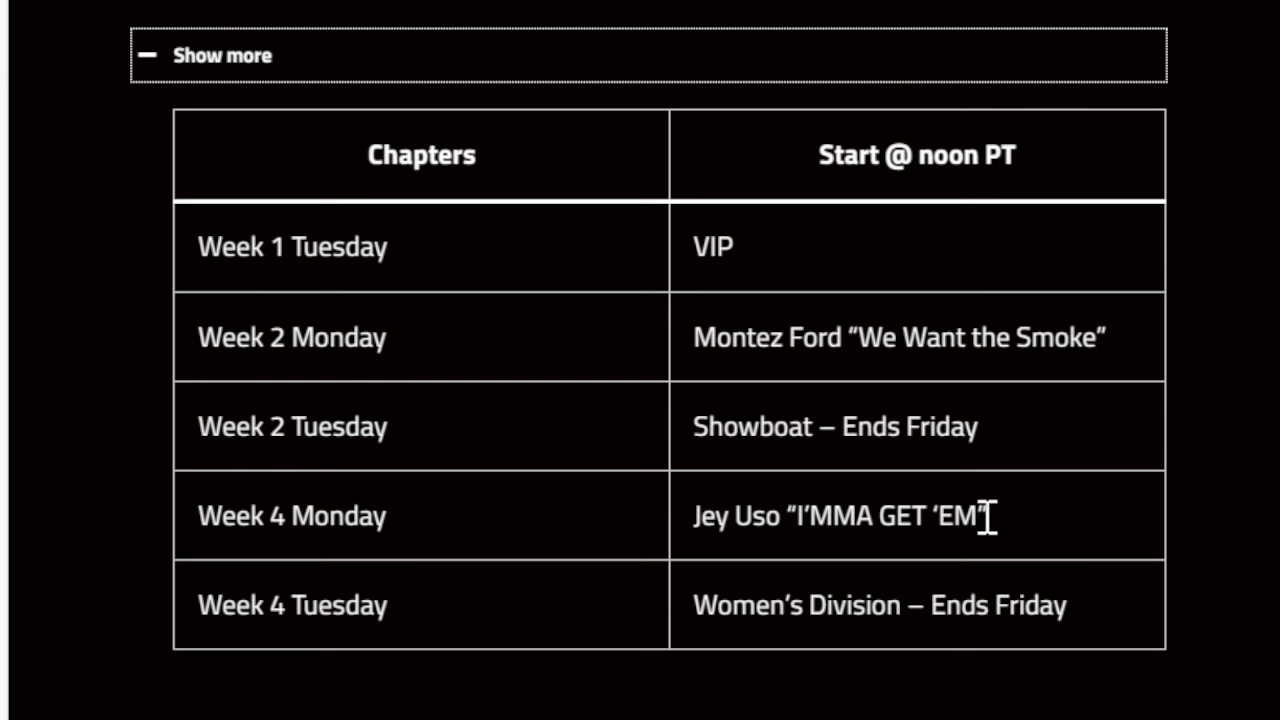 Show more
Chapters Start @ noon PT
Week 1 Tuesday VIP
Week 2 Monday Montez Ford “We Want the Smoke”
Week 2 Tuesday Showboat – Ends Friday
Week 4 Monday Jey Uso “I’MMA GET ‘EM”
Week 4 Tuesday Women’s Division – Ends Friday